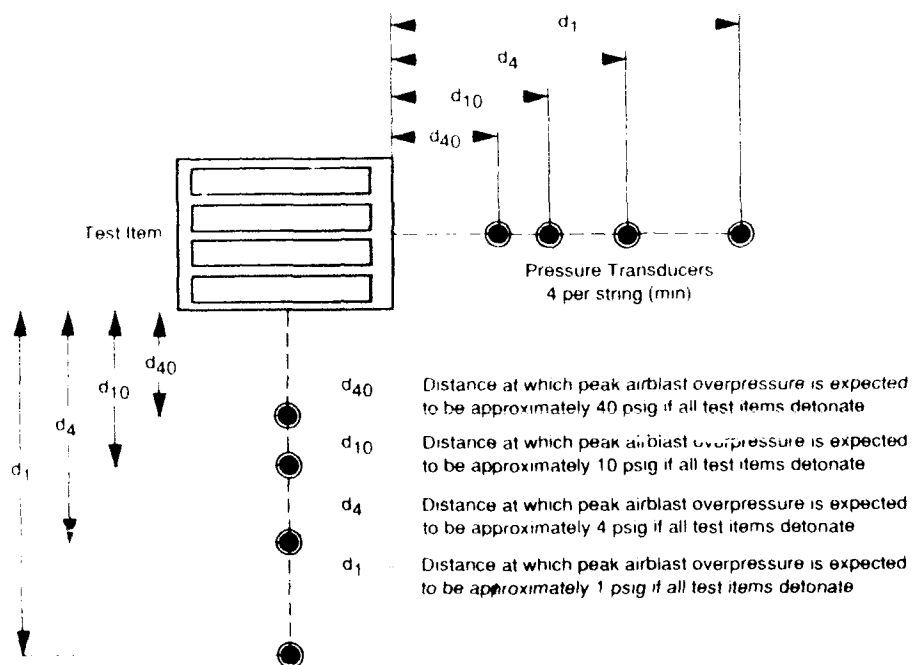 d1
d4
d10
d40
Test Item
Pressure Transducers
4 per string (min)
d40
d10
d4
d1
d40 Distance at which peak airblast overpressure is expected
to be approximately 40 psig if all test items detonate
d10 Distance at which peak airblast overpressure is expected
to be approximately 10 psig if all test items detonate
d4 Distance at which peak airblast overpressure is expected
to be approximately 4 psig if all test items detonate
d1 Distance at which peak airblast overpressure is expected
to be approximately 1 psig if all test items detonate